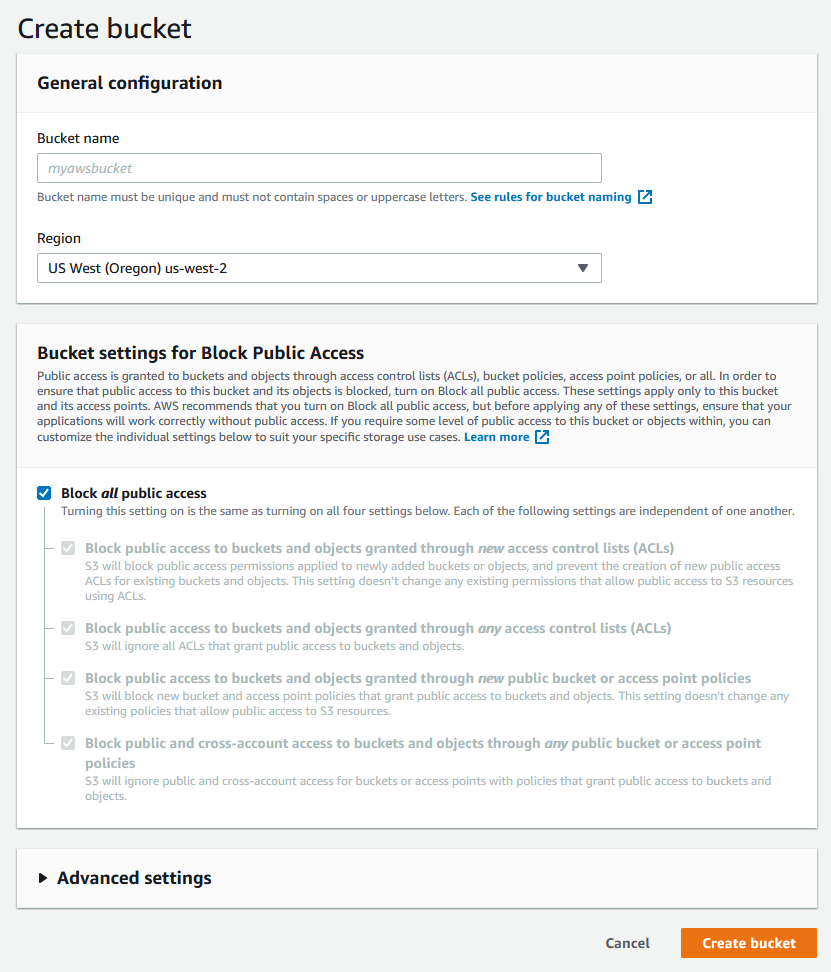 Create bucket
General configuration
Bucket name
myawsbucket
Bucket name must be unique and must not contain spaces or uppercase letters. See rules for bucket naming
Region
US West (Oregon) us-west-2
Bucket settings for Block Public Access
Public access is granted to buckets and objects through access control lists (ACLs), bucket policies, access point policies, or all. In order to
ensure that public access to this bucket and its objects is blocked, turn on Block all public access. These settings apply only to this bucket
and its access points. AWS recommends that you turn on Block all public access, but before applying any of these settings, ensure that your
applications will work correctly without public access. If you require some level of public access to this bucket or objects within, you can
customize the individual settings below to suit your specific storage use cases. Learn more
Block all public access
Turning this setting on is the same as turning on all four settings below. Each of the following settings are independent of one another.
Block public access to buckets and objects granted through new access control lists (ACLs)
S3 will block public access permissions applied to newly added buckets or objects, and prevent the creation of new public access
ACLs for existing buckets and objects. This setting doesn't change any existing permissions that allow public access to S3 resources
using ACLs.
Block public access to buckets and objects granted through any access control lists (ACLs)
S3 will ignore all ACLs that grant public access to buckets and objects.
Block public access to buckets and objects granted through new public bucket or access point policies
S3 will block new bucket and access point policies that grant public access to buckets and objects. This setting doesn't change any
existing policies that allow public access to S3 resources.
Block public and cross-account access to buckets and objects through any public bucket or access point
policies
S3 will ignore public and cross-account access for buckets or access points with policies that grant public access to buckets and
objects.
Advanced settings
Cancel
Create bucket